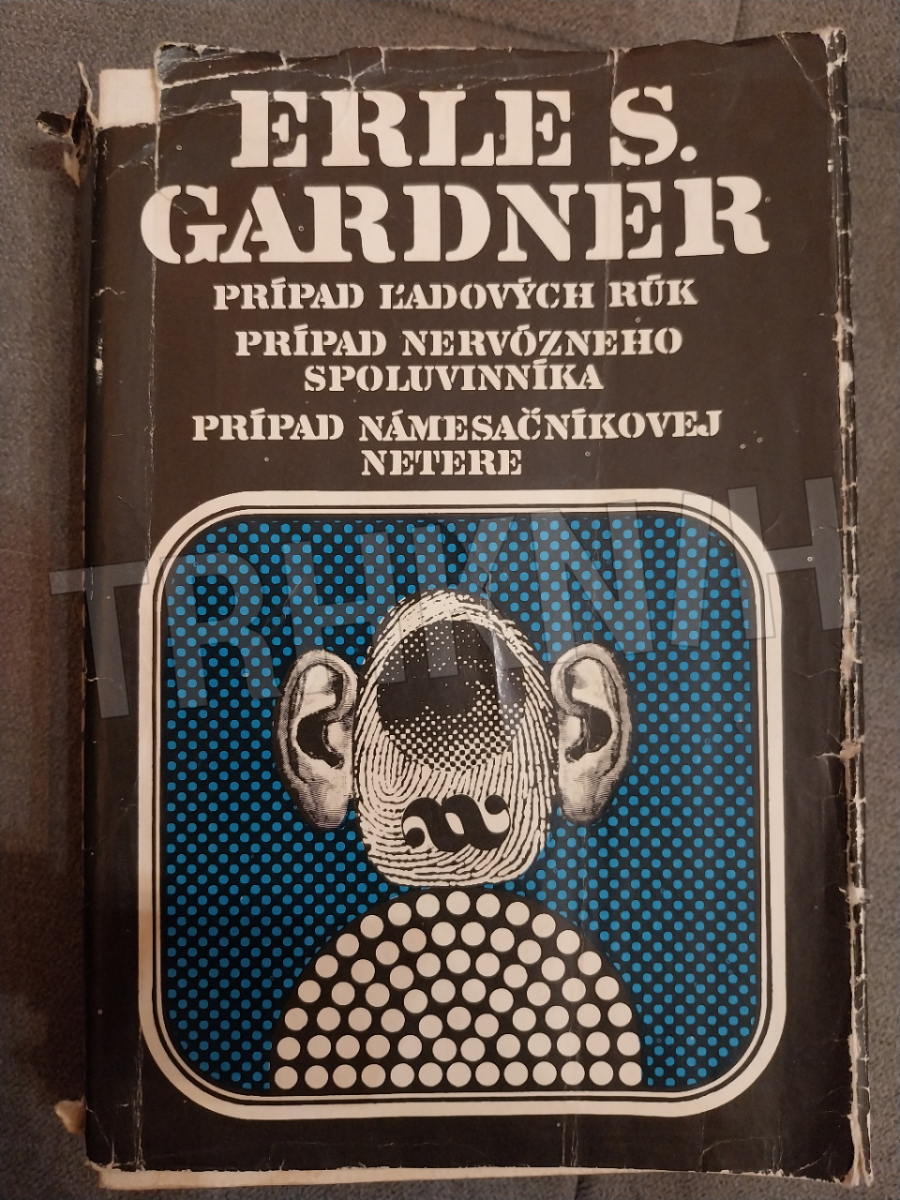 ERLE S.
GARDNER
PRÍPAD ĽADOVÝCH RÚK
PRÍPAD NERVÓZNEHO
SPOLUVINNÍKA
PRÍPAD NÁMESAČNÍKOVEJ
NETERE
TRHKNIH